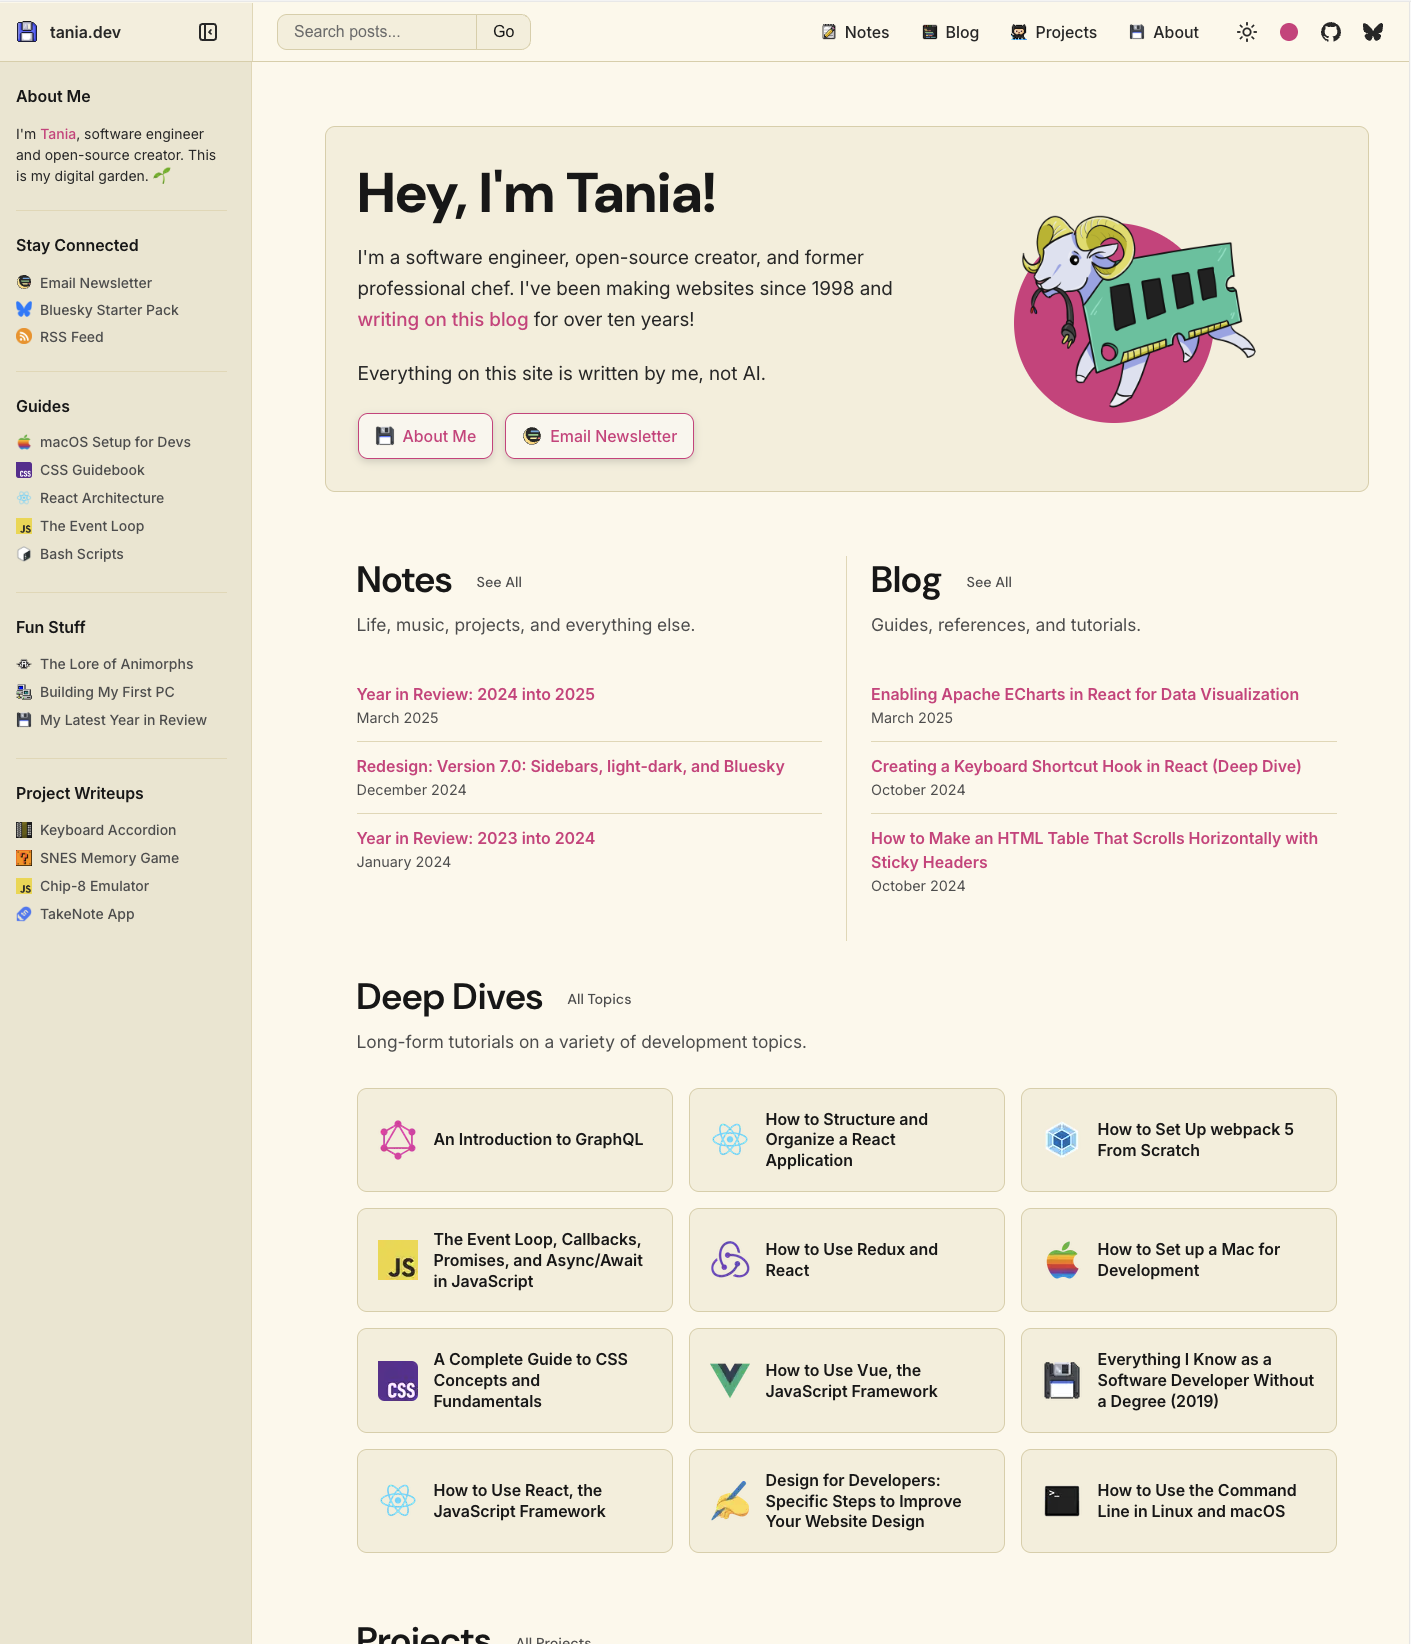 tania.dev
Search posts...
Go
Notes
Blog
Projects
About
About Me
I'm Tania, software engineer
and open-source creator. This
is my digital garden.
Stay Connected
Email Newsletter
Bluesky Starter Pack
RSS Feed
Guides
macOS Setup for Devs
CSS Guidebook
React Architecture
The Event Loop
Bash Scripts
Fun Stuff
The Lore of Animorphs
Building My First PC
My Latest Year in Review
Project Writeups
Keyboard Accordion
SNES Memory Game
Chip-8 Emulator
TakeNote App
Hey, I'm Tania!
I'm a software engineer, open-source creator, and former
professional chef. I've been making websites since 1998 and
writing on this blog for over ten years!
Everything on this site is written by me, not AI.
About Me
Email Newsletter
Notes
See All
Life, music, projects, and everything else.
Year in Review: 2024 into 2025
March 2025
Redesign: Version 7.0: Sidebars, light-dark, and Bluesky
December 2024
Year in Review: 2023 into 2024
January 2024
Blog
See All
Guides, references, and tutorials.
Enabling Apache ECharts in React for Data Visualization
March 2025
Creating a Keyboard Shortcut Hook in React (Deep Dive)
October 2024
How to Make an HTML Table That Scrolls Horizontally with
Sticky Headers
October 2024
Deep Dives
All Topics
Long-form tutorials on a variety of development topics.
An Introduction to GraphQL
How to Structure and
Organize a React
Application
How to Set Up webpack 5
From Scratch
JS
The Event Loop, Callbacks,
Promises, and Async/Await
in JavaScript
How to Use Redux and
React
How to Set up a Mac for
Development
CSS
A Complete Guide to CSS
Concepts and
Fundamentals
How to Use Vue, the
JavaScript Framework
Everything I Know as a
Software Developer Without
a Degree (2019)
How to Use React, the
JavaScript Framework
Design for Developers:
Specific Steps to Improve
Your Website Design
>_
How to Use the Command
Line in Linux and macOS
Projects
All Projects